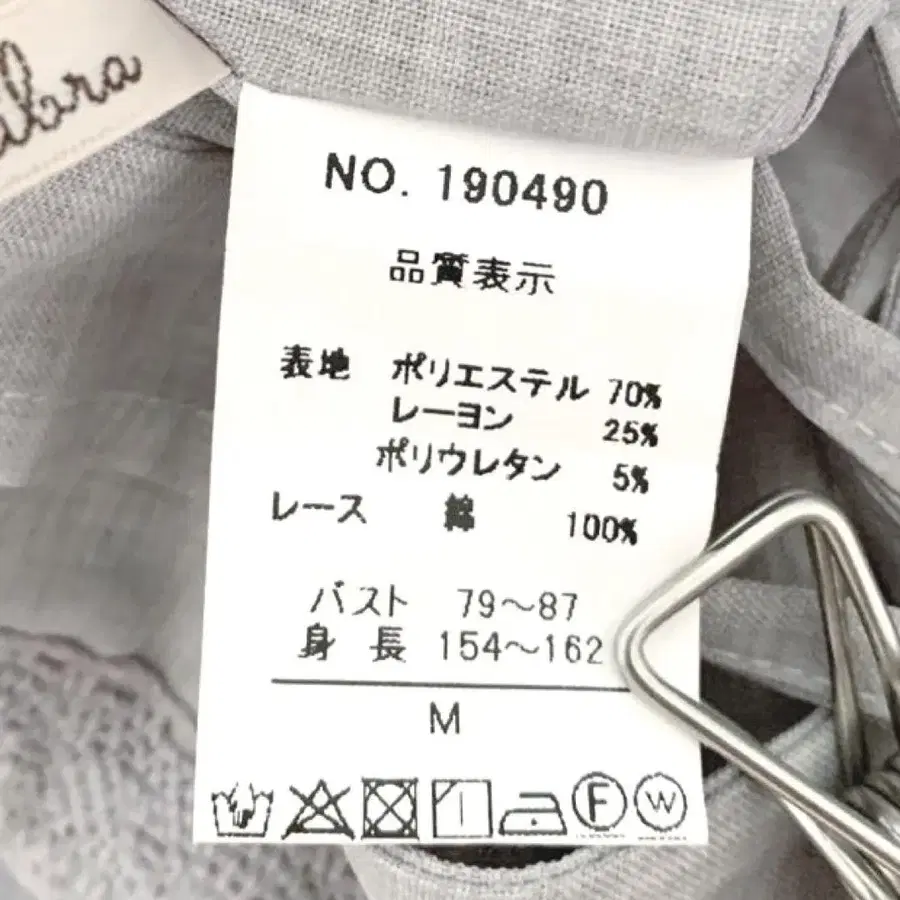 NO. 190490
品質表示
表地 ポリエステル 70%
レーヨン 25%
ポリウレタン 5%
レース 綿 100%
バスト 79〜87
身長 154〜162
M
F W